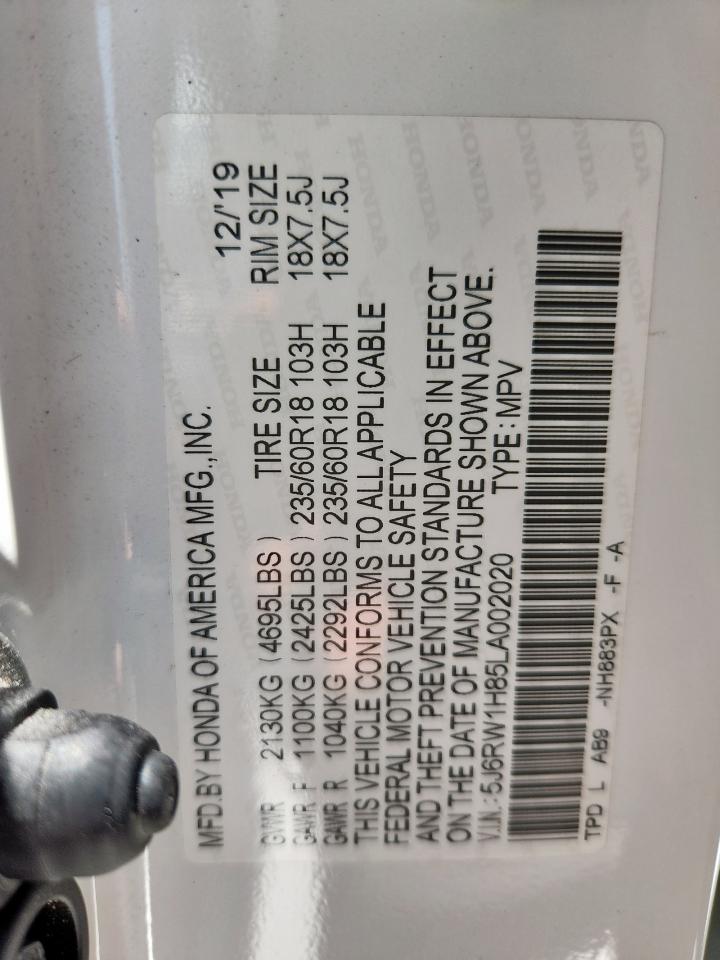 MFD.BY HONDA OF AMERICA MFG.,INC. 12/'19
GVWR 2130KG (4695LBS) TIRE SIZE RIM SIZE
GAWR F 1100KG (2425LBS) 235/60R18 103H 18X7.5J
GAWR R 1040KG (2292LBS) 235/60R18 103H 18X7.5J
THIS VEHICLE CONFORMS TO ALL APPLICABLE
FEDERAL MOTOR VEHICLE SAFETY
AND THEFT PREVENTION STANDARDS IN EFFECT
ON THE DATE OF MANUFACTURE SHOWN ABOVE.
V.I.N.:5J6RW1H85LA002020 TYPE:MPV
TPD L AB9 -NH883PX -F -A